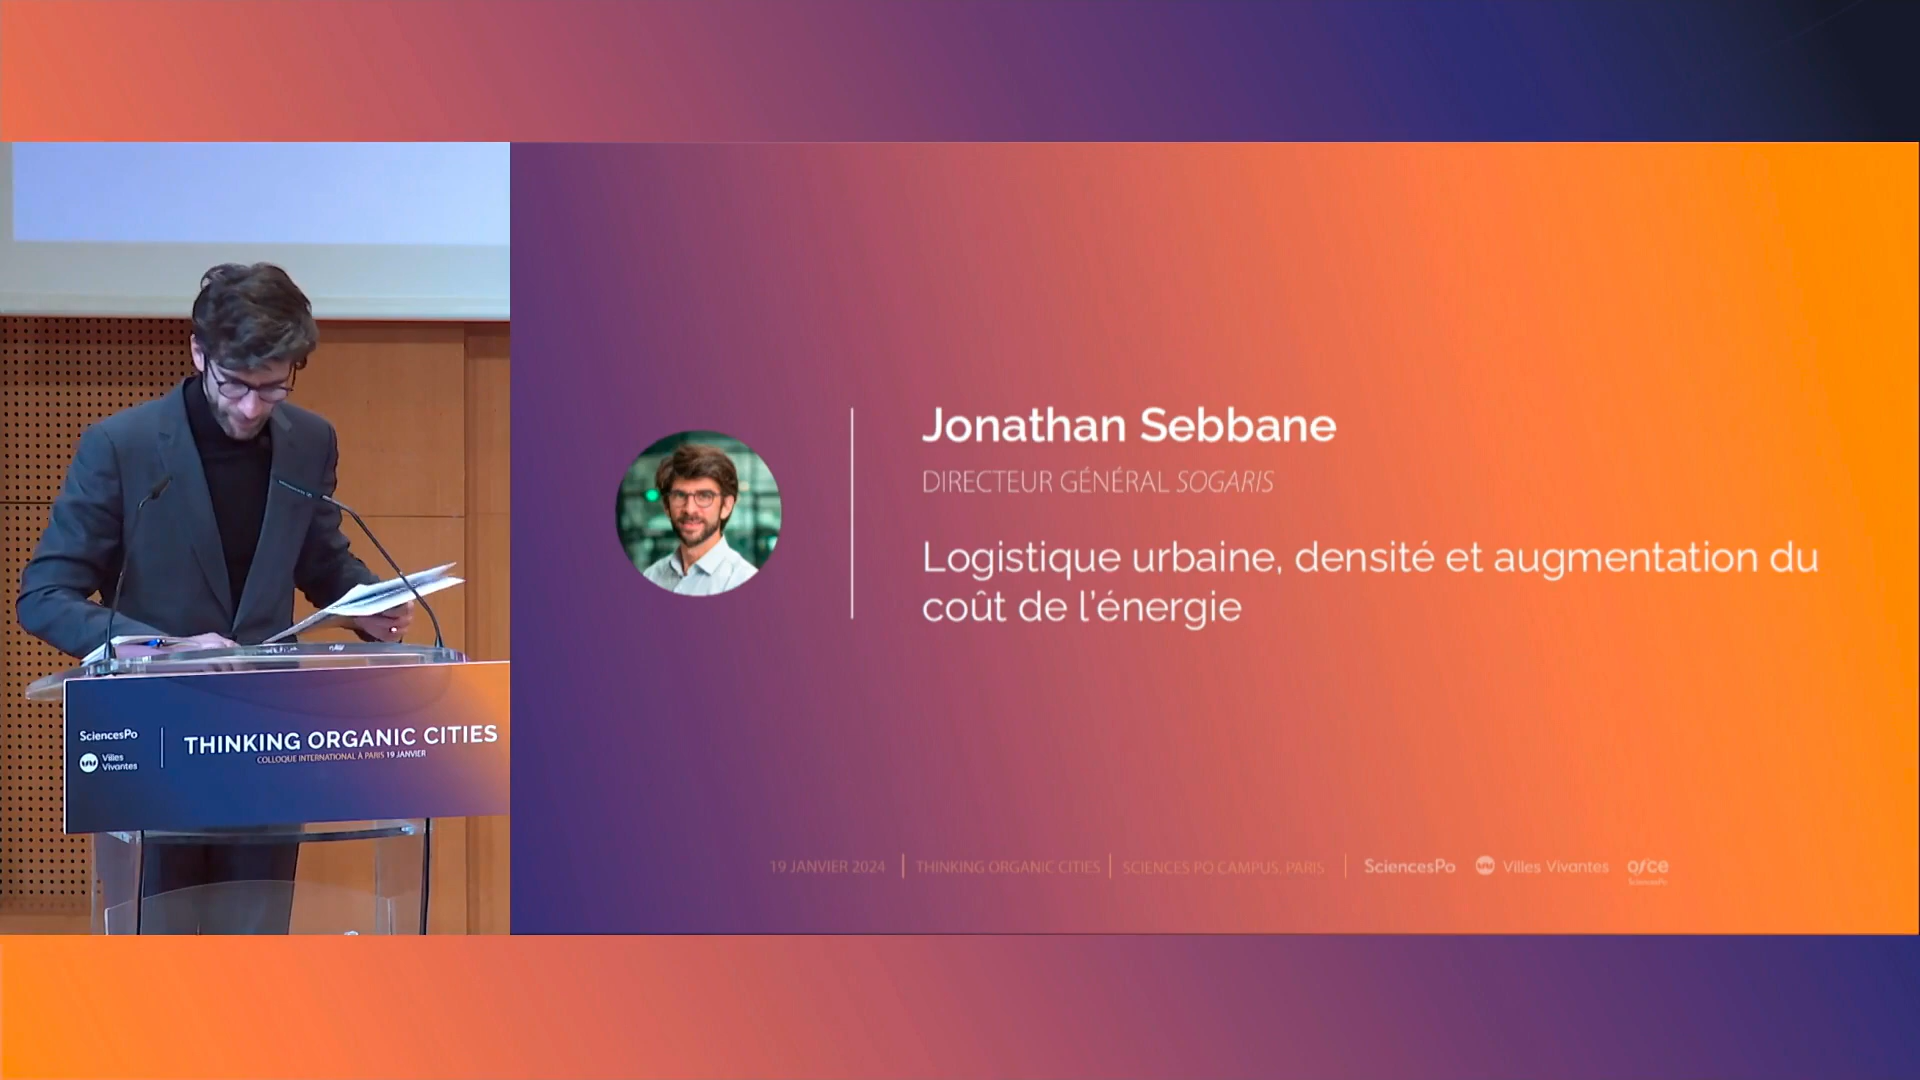 SciencesPo
Villes
Vivantes
THINKING ORGANIC CITIES
COLLOQUE INTERNATIONAL À PARIS 19 JANVIER
Jonathan Sebbane
DIRECTEUR GÉNÉRAL SOGARIS
Logistique urbaine, densité et augmentation du
coût de l'énergie
19 JANVIER 2024 | THINKING ORGANIC CITIES | SCIENCES PO CAMPUS, PARIS | SciencesPo Villes Vivantes ofce
SciencesPo